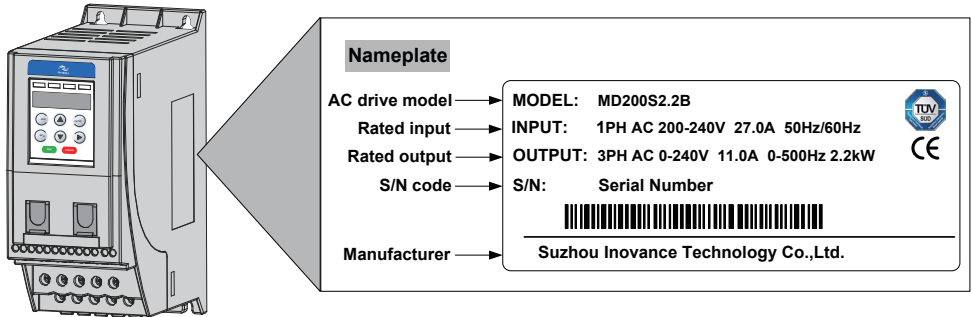 Nameplate
AC drive model MODEL: MD200S2.2B
Rated input INPUT: 1PH AC 200-240V 27.0A 50Hz/60Hz
Rated output OUTPUT: 3PH AC 0-240V 11.0A 0-500Hz 2.2kW
S/N code S/N: Serial Number
Manufacturer Suzhou Inovance Technology Co.,Ltd.
TÜV
SÜD
CE